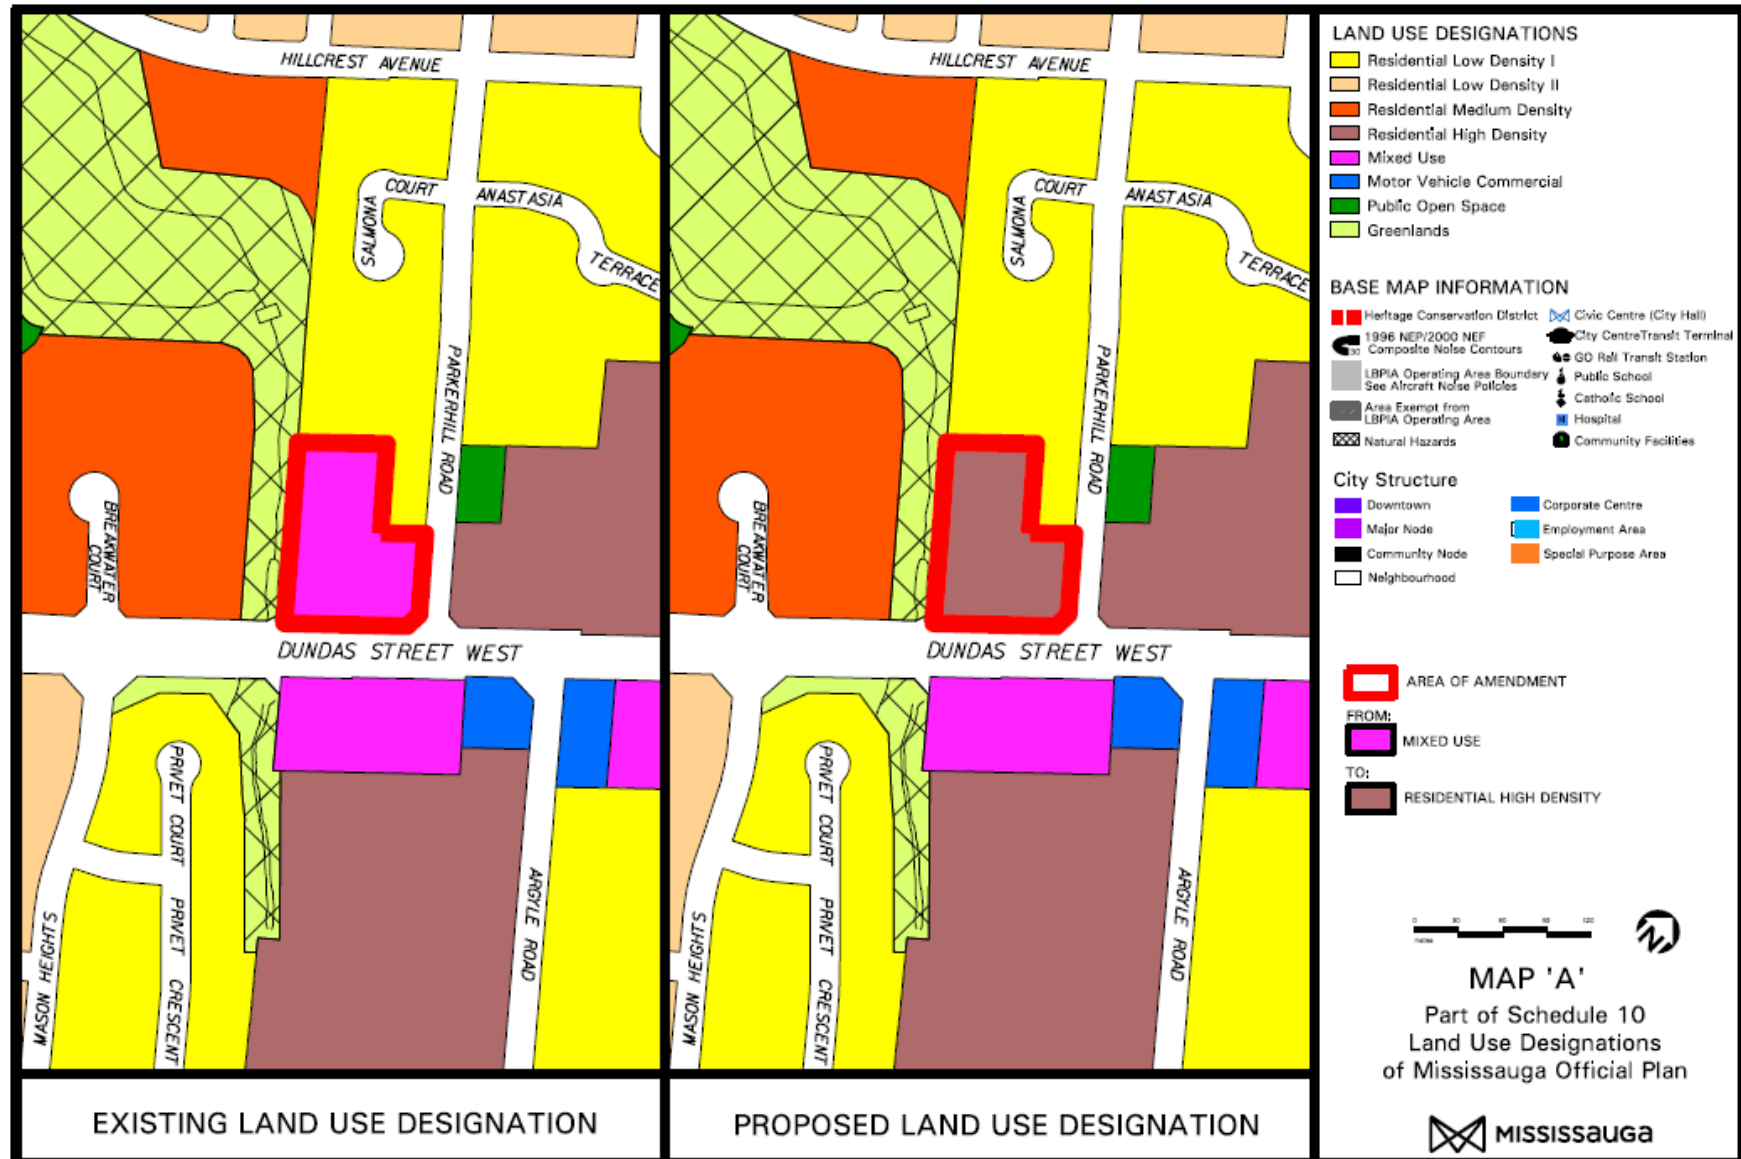 HILLCREST AVENUE
SALMONA
COURT
ANASTASIA
TERRACE
PARKERHILL ROAD
BREAKWATER
COURT
DUNDAS STREET WEST
PRIVET COURT
PRIVET CRESCENT
MASON HEIGHTS
ARGYLE ROAD
EXISTING LAND USE DESIGNATION
HILLCREST AVENUE
SALMONA
COURT
ANASTASIA
TERRACE
PARKERHILL ROAD
BREAKWATER
COURT
DUNDAS STREET WEST
PRIVET COURT
PRIVET CRESCENT
MASON HEIGHTS
ARGYLE ROAD
PROPOSED LAND USE DESIGNATION
LAND USE DESIGNATIONS
Residential Low Density I
Residential Low Density II
Residential Medium Density
Residential High Density
Mixed Use
Motor Vehicle Commercial
Public Open Space
Greenlands
BASE MAP INFORMATION
Heritage Conservation District
1996 NEP/2000 NEF
Composite Noise Contours
LBPIA Operating Area Boundary
See Aircraft Noise Policies
Area Exempt from
LBPIA Operating Area
Natural Hazards
Civic Centre (City Hall)
City CentreTransit Terminal
GO Rail Transit Station
Public School
Catholic School
H Hospital
Community Facilities
City Structure
Downtown
Major Node
Community Node
Neighbourhood
Corporate Centre
Employment Area
Special Purpose Area
AREA OF AMENDMENT
FROM:
MIXED USE
TO:
RESIDENTIAL HIGH DENSITY
0 30 60 90 120
metres
MAP 'A'
Part of Schedule 10
Land Use Designations
of Mississauga Official Plan
MISSISSAUGA